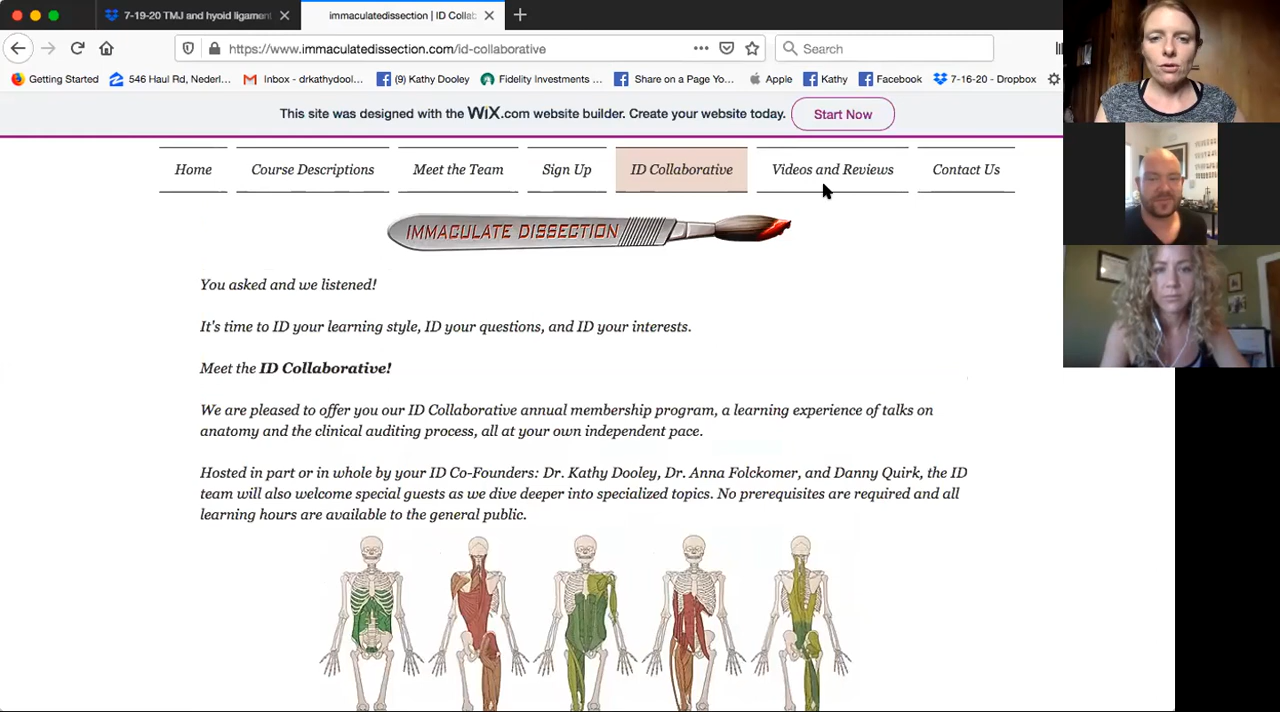 7-19-20 TMJ and hyoid ligament
immaculatedissection | ID Collab
https://www.immaculatedissection.com/id-collaborative
Search
Getting Started
546 Haul Rd, Nederl...
Inbox - drkathydool...
(9) Kathy Dooley
Fidelity Investments ...
Share on a Page Yo...
Apple
Kathy
Facebook
7-16-20 - Dropbox
This site was designed with the WiX.com website builder. Create your website today.
Start Now
Home
Course Descriptions
Meet the Team
Sign Up
ID Collaborative
Videos and Reviews
Contact Us
IMMACULATE DISSECTION
You asked and we listened!
It's time to ID your learning style, ID your questions, and ID your interests.
Meet the ID Collaborative!
We are pleased to offer you our ID Collaborative annual membership program, a learning experience of talks on
anatomy and the clinical auditing process, all at your own independent pace.
Hosted in part or in whole by your ID Co-Founders: Dr. Kathy Dooley, Dr. Anna Folckomer, and Danny Quirk, the ID
team will also welcome special guests as we dive deeper into specialized topics. No prerequisites are required and all
learning hours are available to the general public.